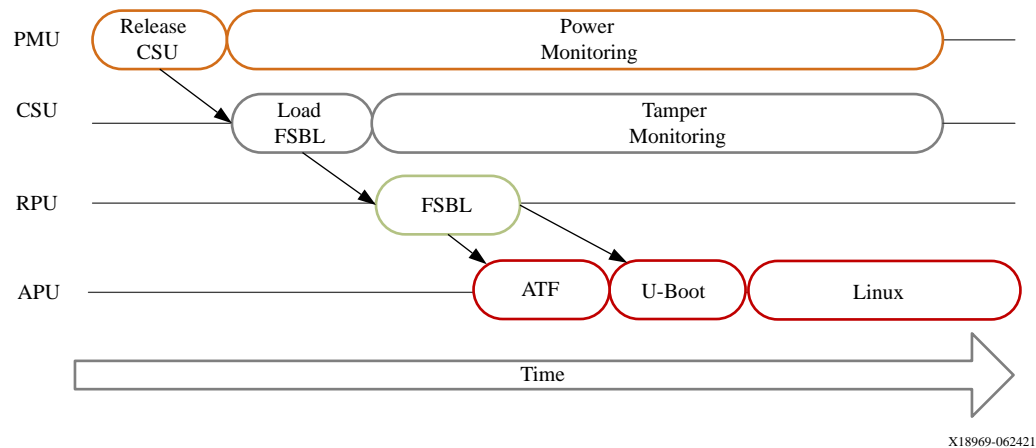 PMU
Release
CSU
Power
Monitoring
CSU
Load
FSBL
Tamper
Monitoring
RPU
FSBL
APU
ATF
U-Boot
Linux
Time
X18969-062421